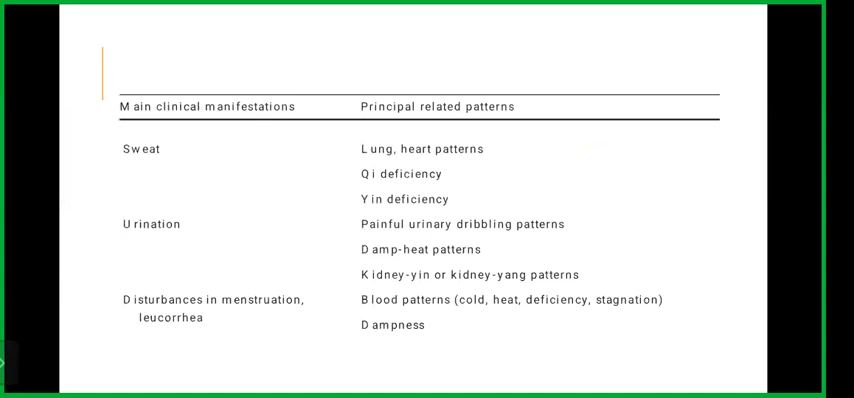 Main clinical manifestations Principal related patterns
Sweat Lung, heart patterns
Qi deficiency
Yin deficiency
Urination Painful urinary dribbling patterns
Damp-heat patterns
Kidney-yin or kidney-yang patterns
Disturbances in menstruation, Blood patterns (cold, heat, deficiency, stagnation)
leucorrhea
Dampness